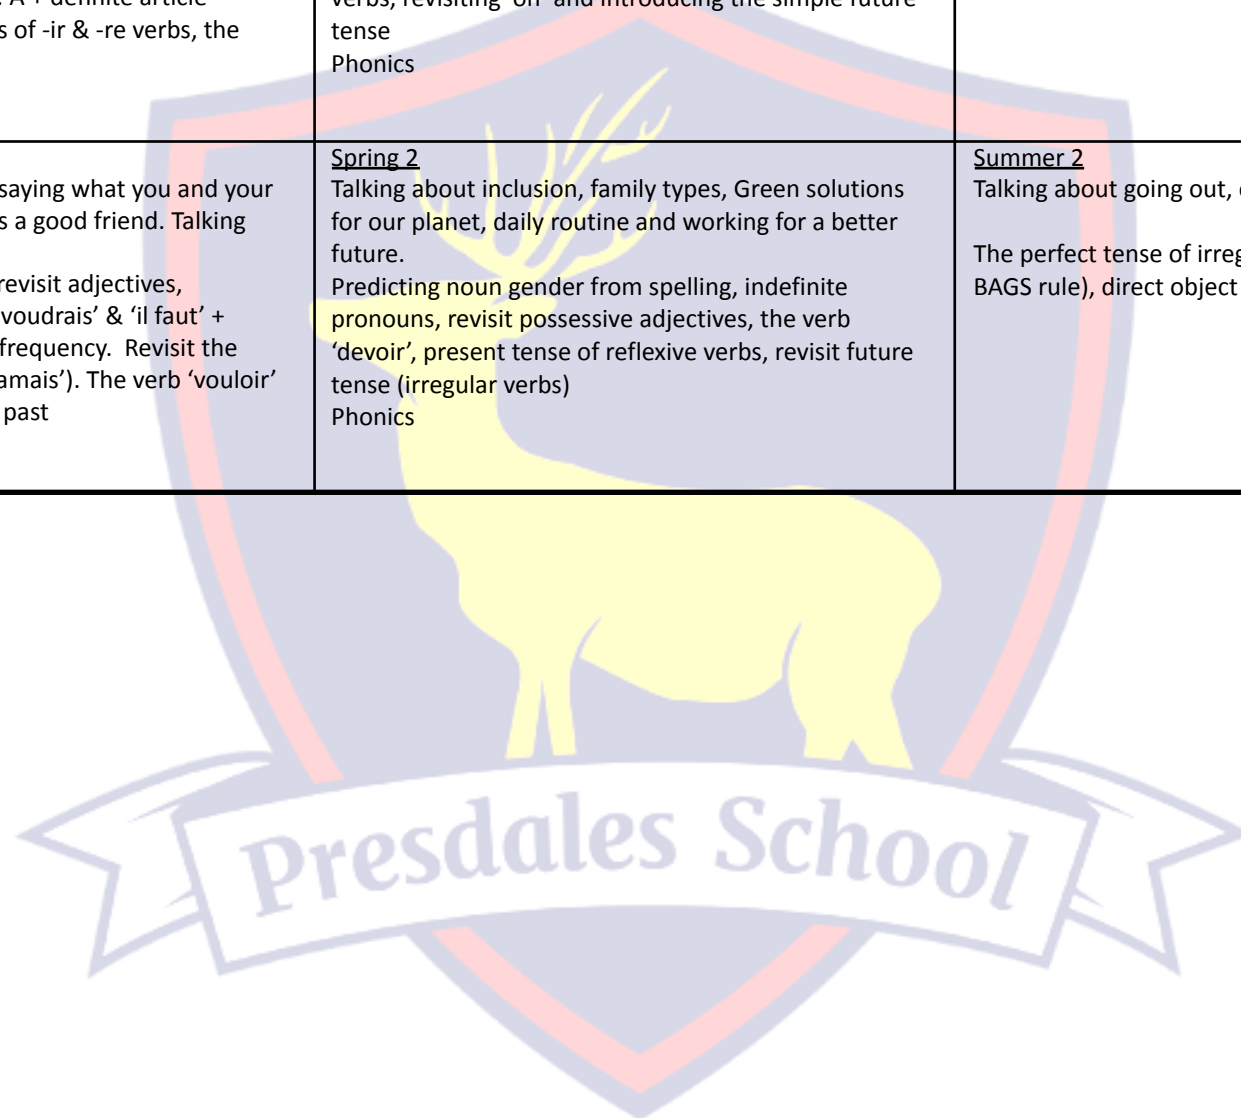 A + definite article
s of -ir & -re verbs, the
verbs, revisiting 'on' and introducing the simple future
tense
Phonics
saying what you and your
s a good friend. Talking
revisit adjectives,
voudrais' & 'il faut' +
frequency.  Revisit the
amais'). The verb 'vouloir'
past
Spring 2
Talking about inclusion, family types, Green solutions
for our planet, daily routine and working for a better
future.
Predicting noun gender from spelling, indefinite
pronouns, revisit possessive adjectives, the verb
'devoir', present tense of reflexive verbs, revisit future
tense (irregular verbs)
Phonics
Summer 2
Talking about going out,
The perfect tense of irreg
BAGS rule), direct object
Presdales School